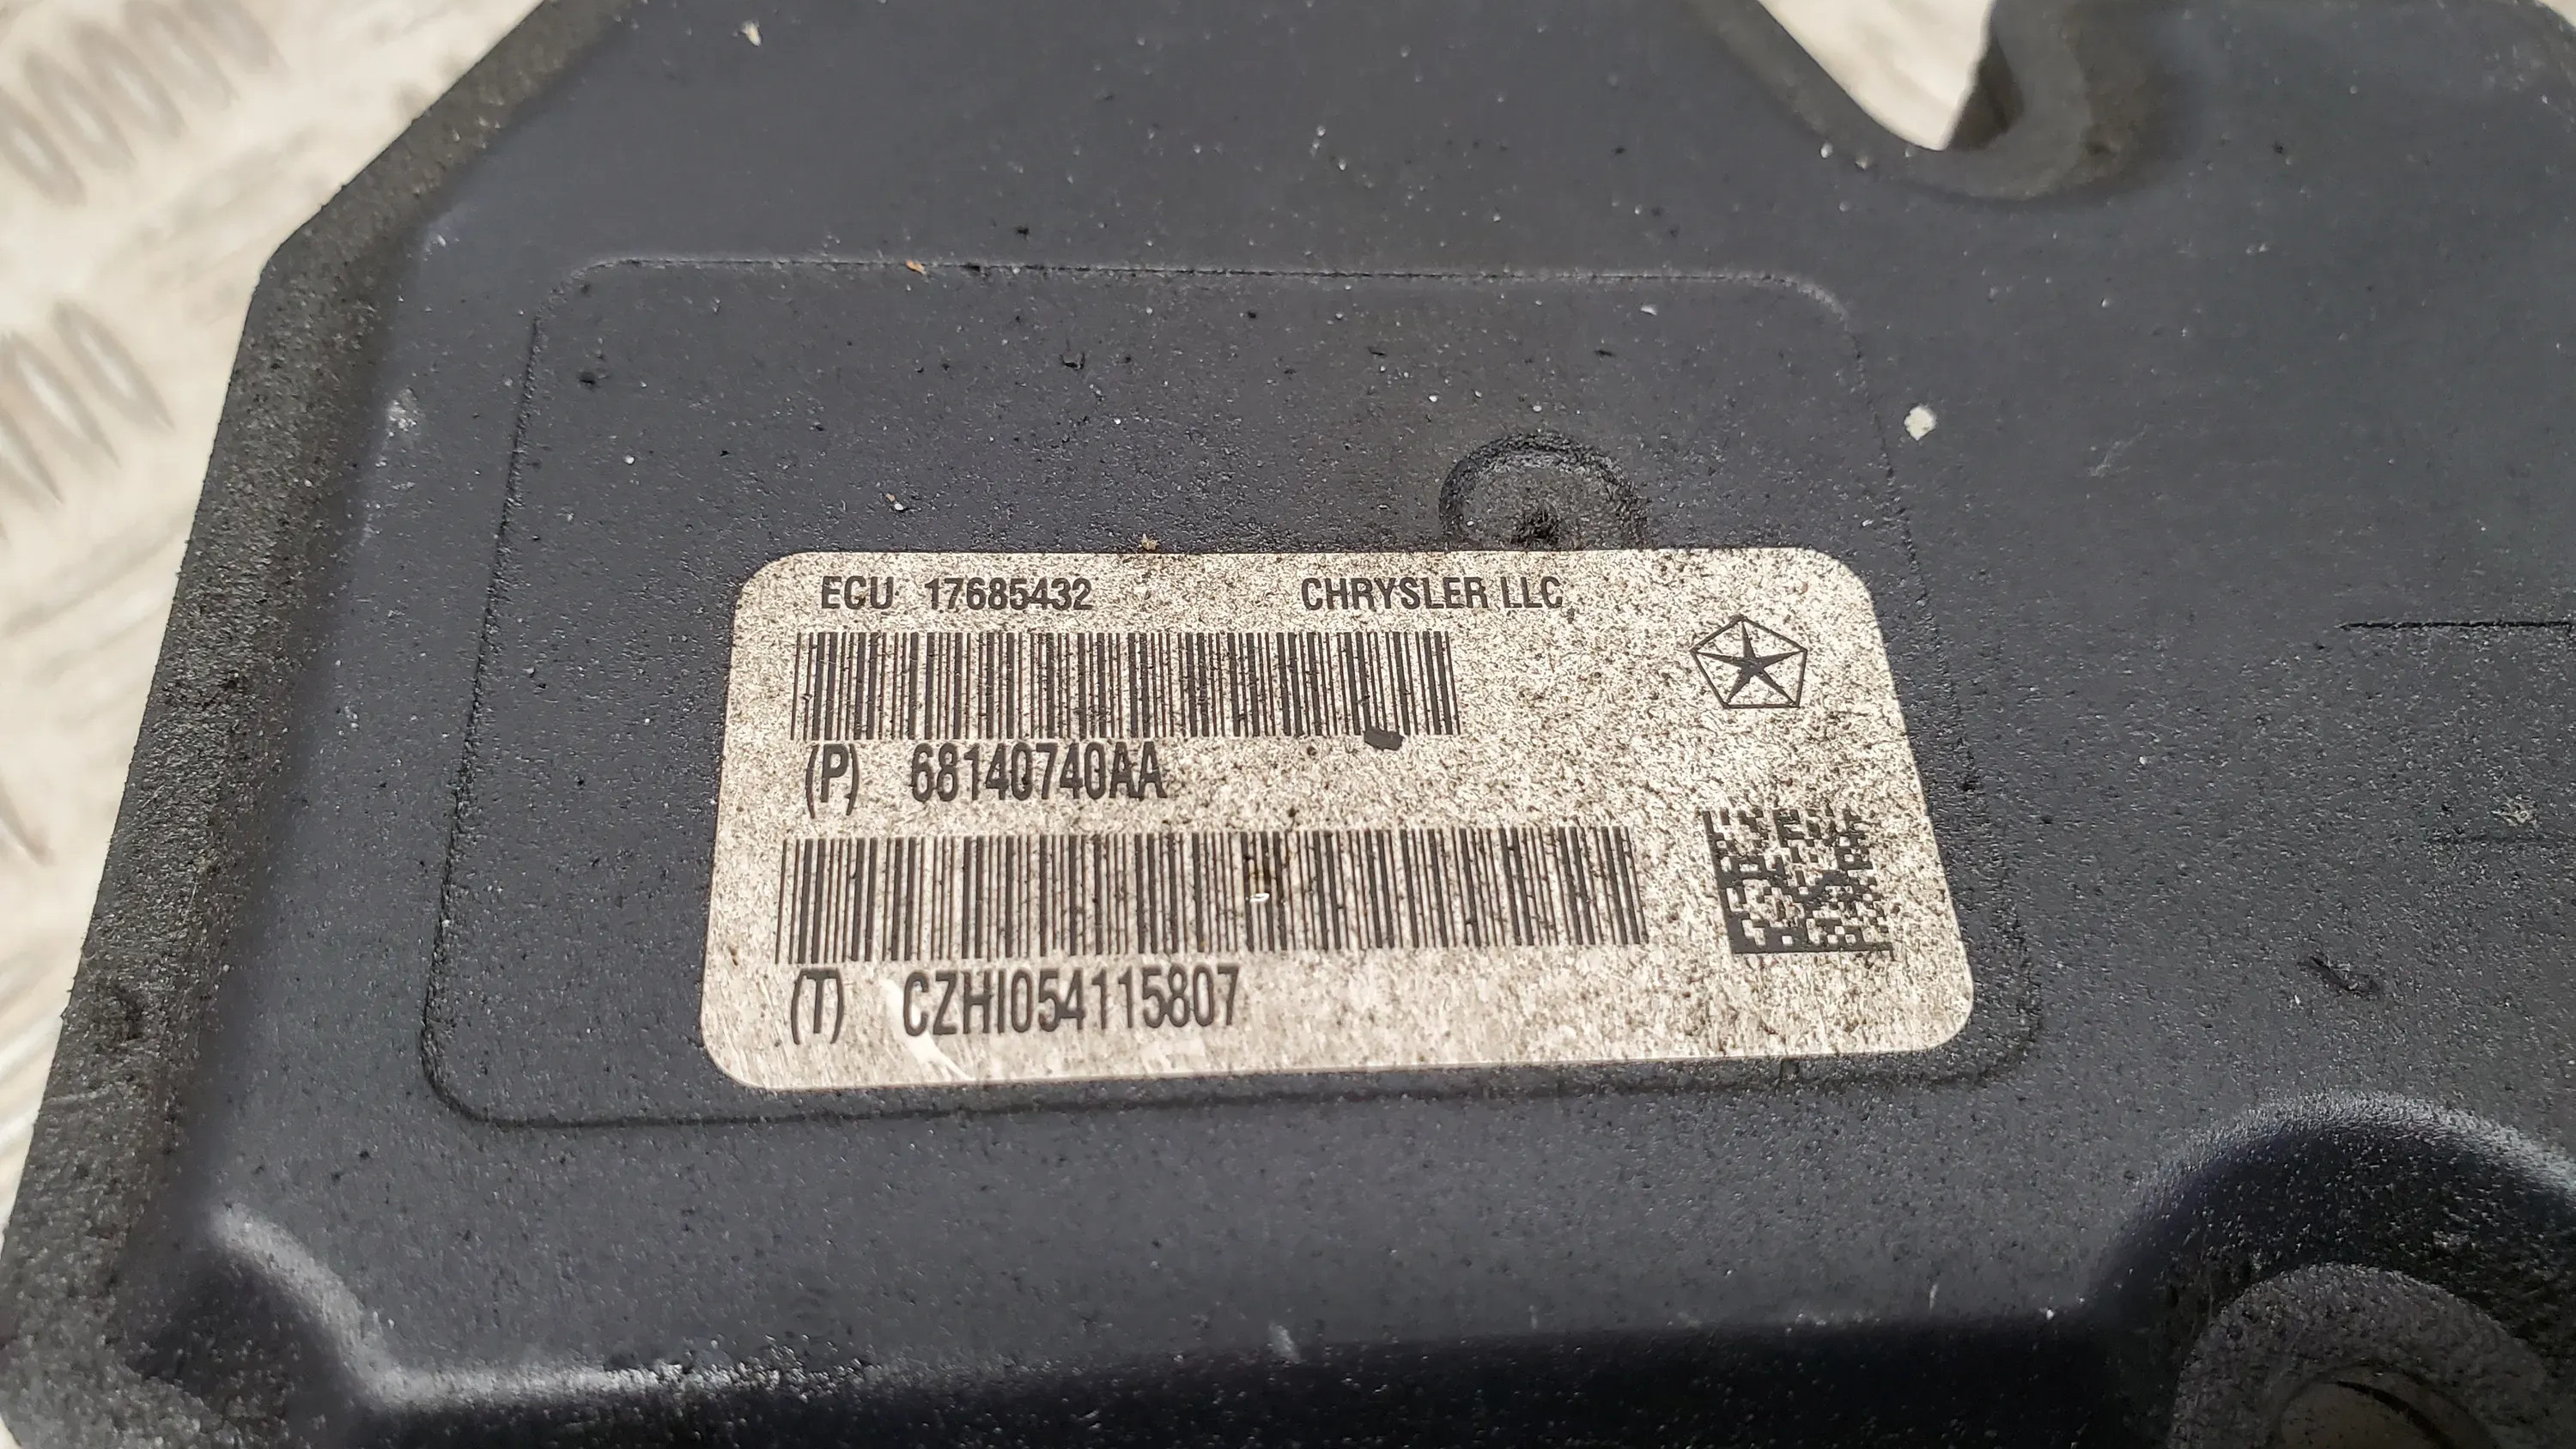 ECU 17685432 CHRYSLER LLC,
(P) 68140740AA
(T) CZHI054115807